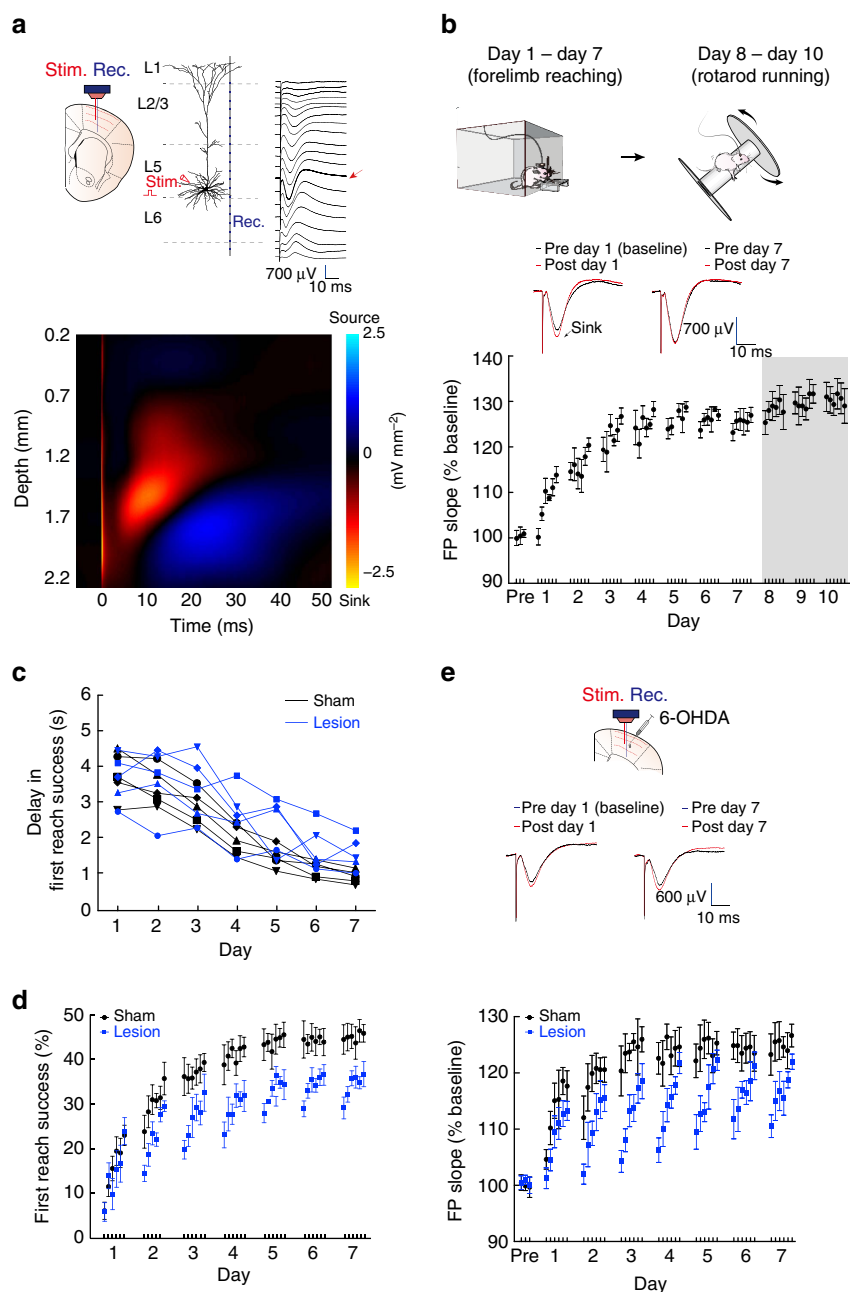 a
Stim. Rec.
L1
L2/3
L5
Stim.
L6
Rec.
700 μV
10 ms
Source
2.5
0
−2.5
Sink
(mV mm−2)
0.2
0.7
1.2
1.7
2.2
Depth (mm)
0 10 20 30 40 50
Time (ms)
b
Day 1 – day 7
(forelimb reaching)
Day 8 – day 10
(rotarod running)
Pre day 1 (baseline)
Post day 1
Pre day 7
Post day 7
Sink
700 μV
10 ms
140
130
120
110
100
90
FP slope (% baseline)
Pre 1 2 3 4 5 6 7 8 9 10
Day
c
Sham
Lesion
6
5
4
3
2
1
0
Delay in
first reach success (s)
1 2 3 4 5 6 7
Day
e
Stim. Rec.
6-OHDA
Pre day 1 (baseline)
Post day 1
Pre day 7
Post day 7
600 μV
10 ms
d
Sham
Lesion
50
40
30
20
10
0
First reach success (%)
1 2 3 4 5 6 7
Day
Sham
Lesion
130
120
110
100
90
FP slope (% baseline)
Pre 1 2 3 4 5 6 7
Day